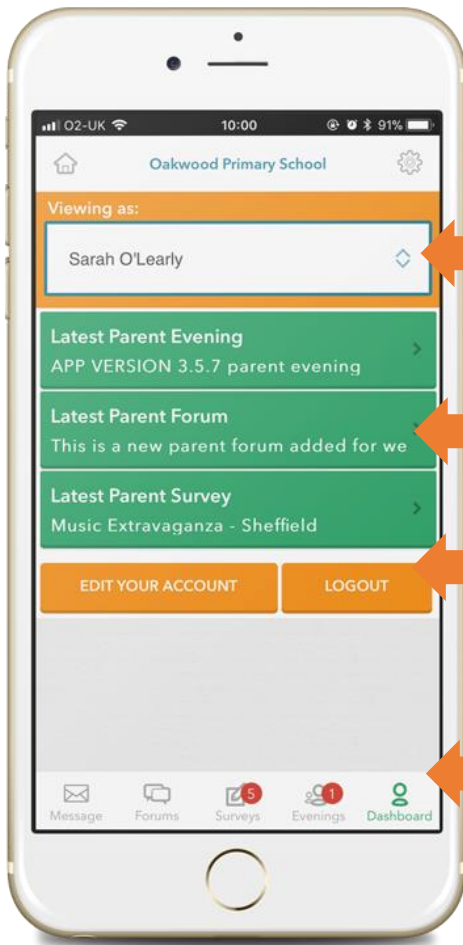 O2-UK 10:00 91%
Oakwood Primary School
Viewing as:
Sarah O'Learly
Latest Parent Evening
APP VERSION 3.5.7 parent evening
Latest Parent Forum
This is a new parent forum added for we
Latest Parent Survey
Music Extravaganza - Sheffield
EDIT YOUR ACCOUNT LOGOUT
5 1
Message Forums Surveys Evenings Dashboard